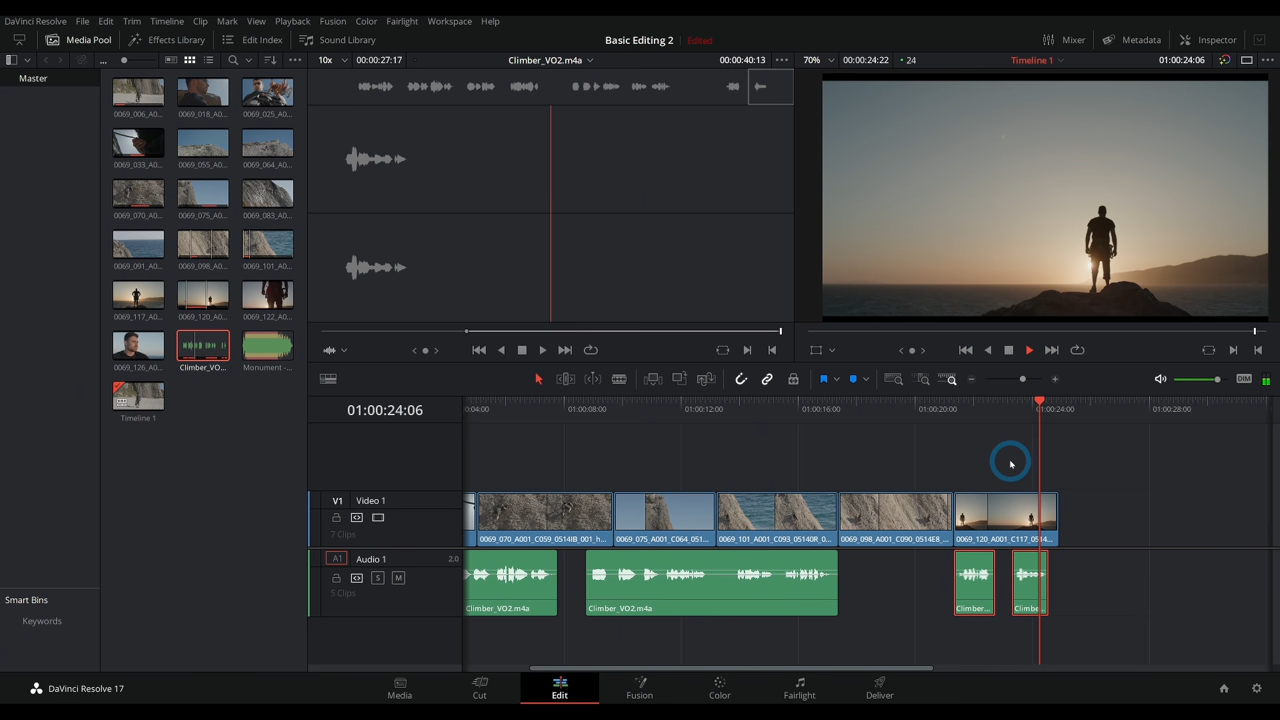 DaVinci Resolve File Edit Trim Timeline Clip Mark View Playback Fusion Color Fairlight Workspace Help
Media Pool Effects Library Edit Index Sound Library Basic Editing 2 Edited Mixer Metadata Inspector
... 10x 00:00:27:17 Climber_VO2.m4a 00:00:40:13 70% 00:00:24:22 24 Timeline 1 01:00:24:06
Master
0069_006_A0... 0069_018_A0... 0069_025_A0...
0069_033_A0... 0069_055_A0... 0069_064_A0...
0069_070_A0... 0069_075_A0... 0069_083_A0...
0069_091_A0... 0069_098_A0... 0069_101_A0...
0069_117_A0... 0069_120_A0... 0069_122_A0...
0069_126_A0... Climber_VO... Monument -...
Timeline 1
Smart Bins
Keywords
DIM
01:00:24:06
0:04:00 01:00:08:00 01:00:12:00 01:00:16:00 01:00:20:00 01:00:24:00 01:00:28:00
V1 Video 1
7 Clips
0069_070_A001_C059_0514IB_001_h... 0069_075_A001_C064_051... 0069_101_A001_C093_05140R_0... 0069_098_A001_C090_0514E8_... 0069_120_A001_C117_0514...
A1 Audio 1 2.0
S M
5 Clips
Climber_VO2.m4a Climber_VO2.m4a Climber... Climbe...
DaVinci Resolve 17 Media Cut Edit Fusion Color Fairlight Deliver